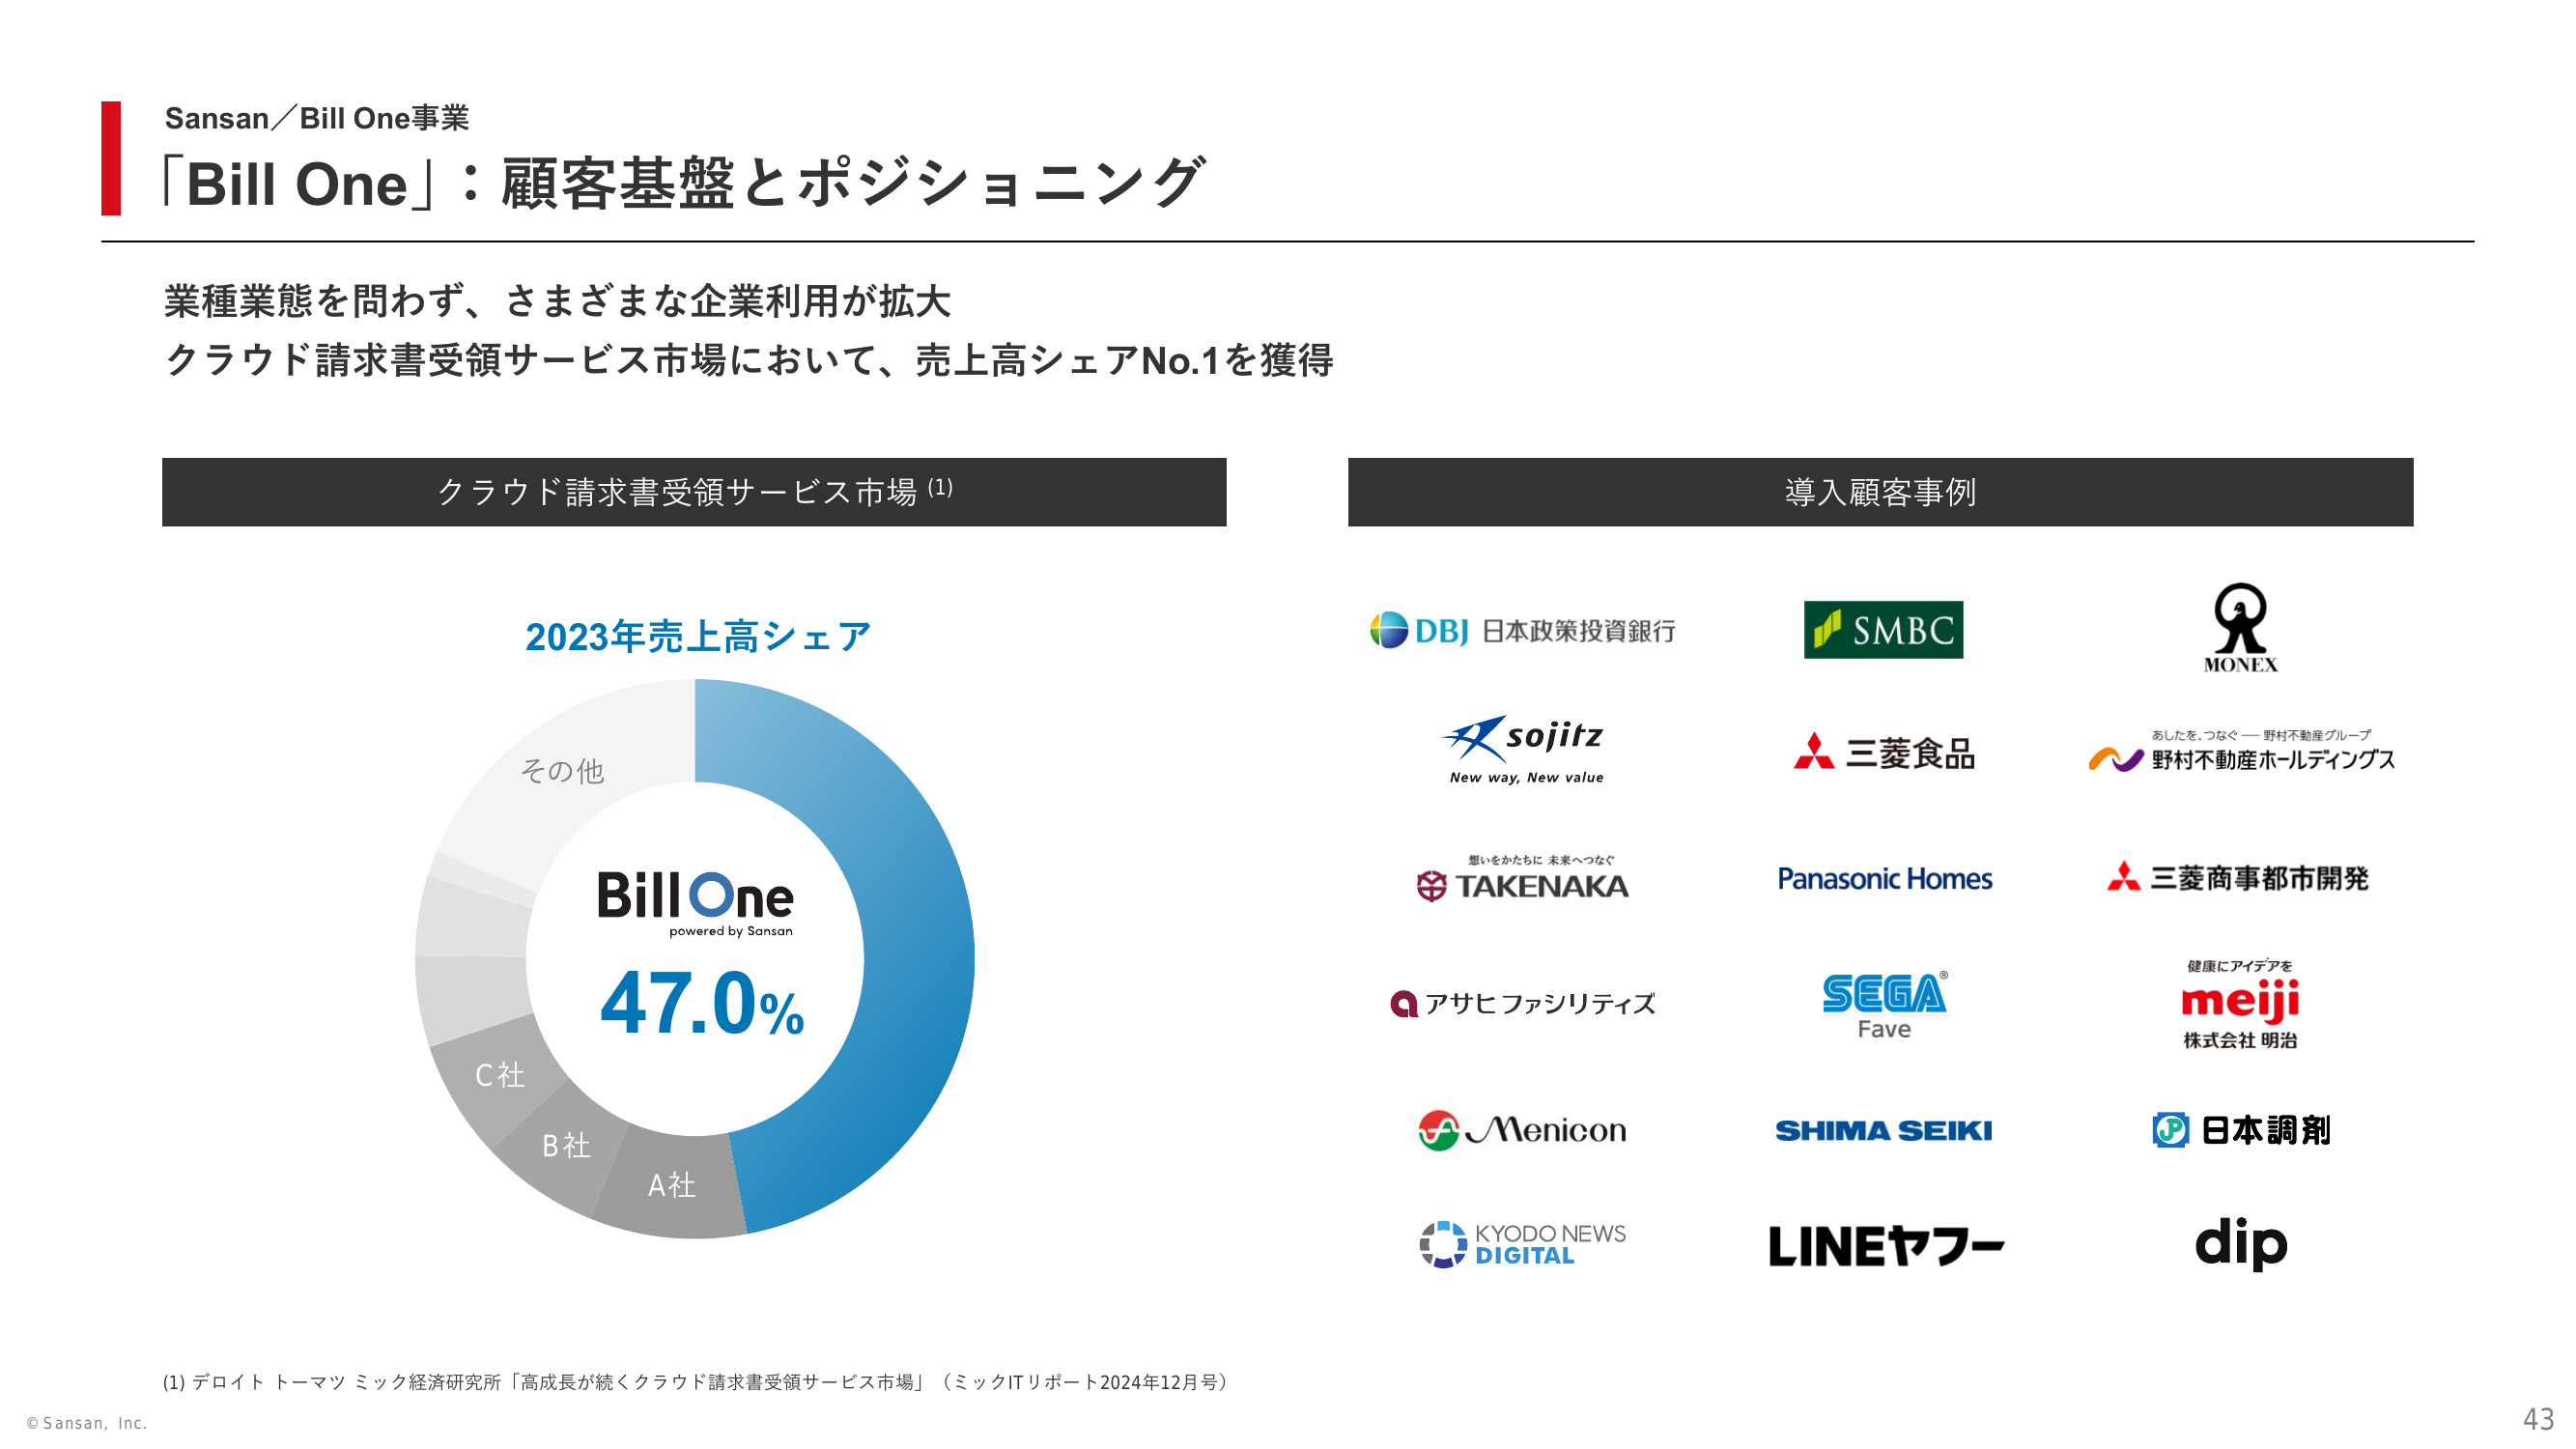 Sansan／Bill One事業
「Bill One」：顧客基盤とポジショニング
業種業態を問わず、さまざまな企業利用が拡大
クラウド請求書受領サービス市場において、売上高シェアNo.1を獲得
クラウド請求書受領サービス市場 (1)
2023年売上高シェア
その他
Bill One
powered by Sansan
47.0%
C社
B社
A社
導入顧客事例
DBJ 日本政策投資銀行
SMBC
MONEX
sojitz
New way, New value
三菱食品
あしたを、つなぐ ― 野村不動産グループ
野村不動産ホールディングス
想いをかたちに 未来へつなぐ
TAKENAKA
Panasonic Homes
三菱商事都市開発
アサヒ ファシリティズ
SEGA®
Fave
健康にアイデアを
meiji
株式会社 明治
Menicon
SHIMA SEIKI
JP 日本調剤
KYODO NEWS
DIGITAL
LINEヤフー
dip
(1) デロイト トーマツ ミック経済研究所「高成長が続くクラウド請求書受領サービス市場」（ミックITリポート2024年12月号）
© Sansan, Inc.
43